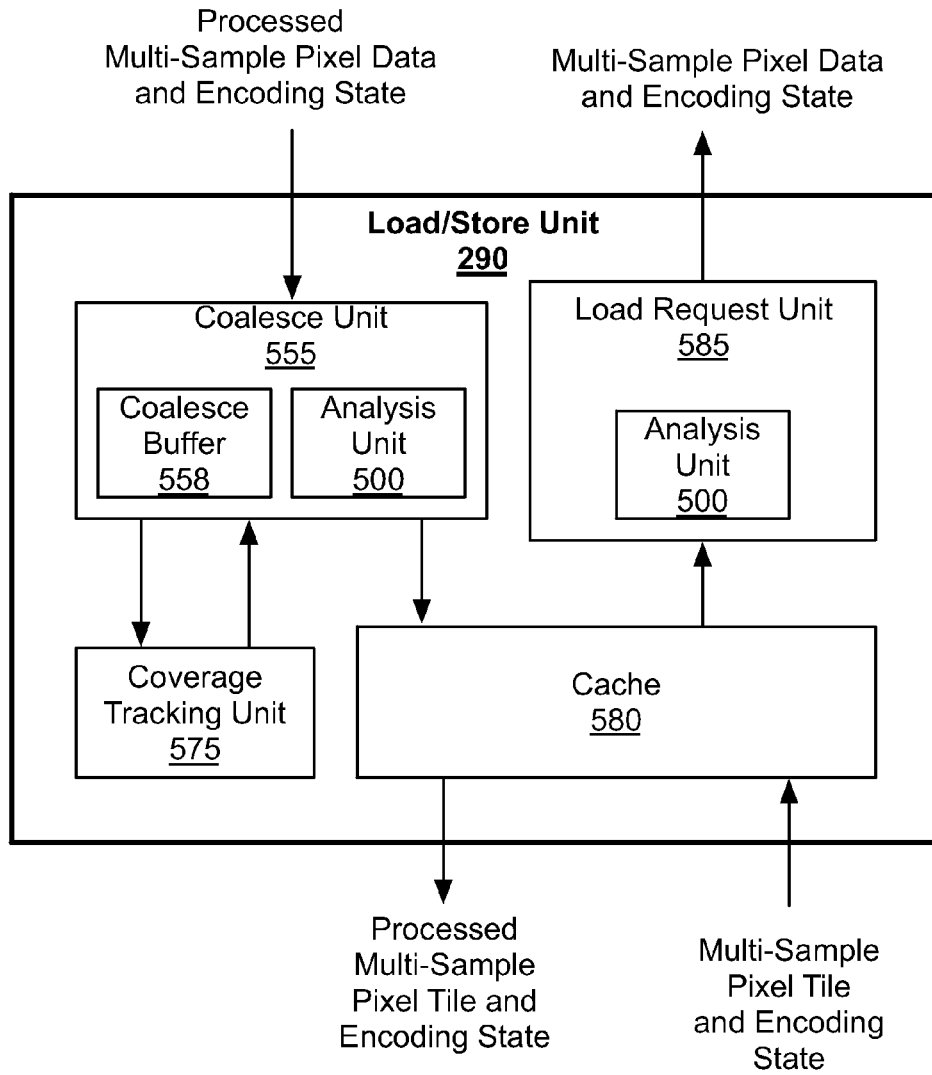 Processed
Multi-Sample Pixel Data
and Encoding State
Multi-Sample Pixel Data
and Encoding State
Load/Store Unit
290
Coalesce Unit
555
Coalesce
Buffer
558
Analysis
Unit
500
Load Request Unit
585
Analysis
Unit
500
Coverage
Tracking Unit
575
Cache
580
Processed
Multi-Sample
Pixel Tile and
Encoding State
Multi-Sample
Pixel Tile
and Encoding
State